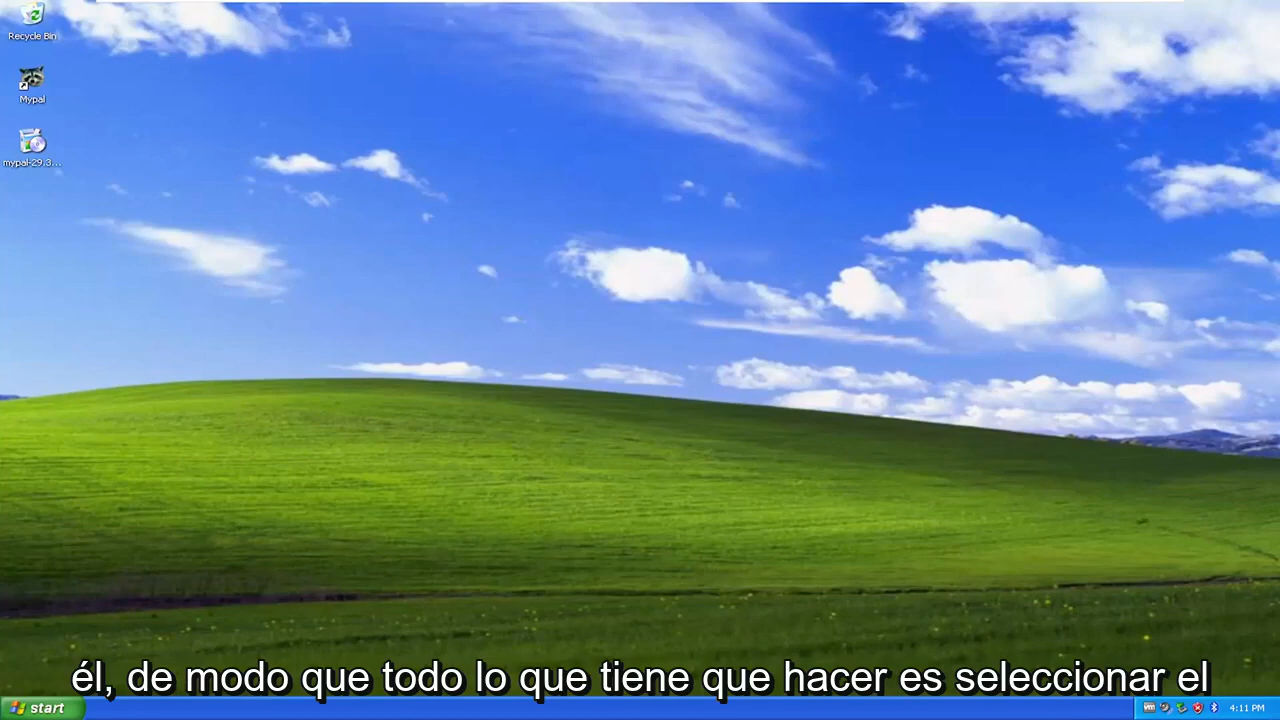 Recycle Bin
Mypal
mypal-29.3...
él, de modo que todo lo que tiene que hacer es seleccionar el
start
4:11 PM